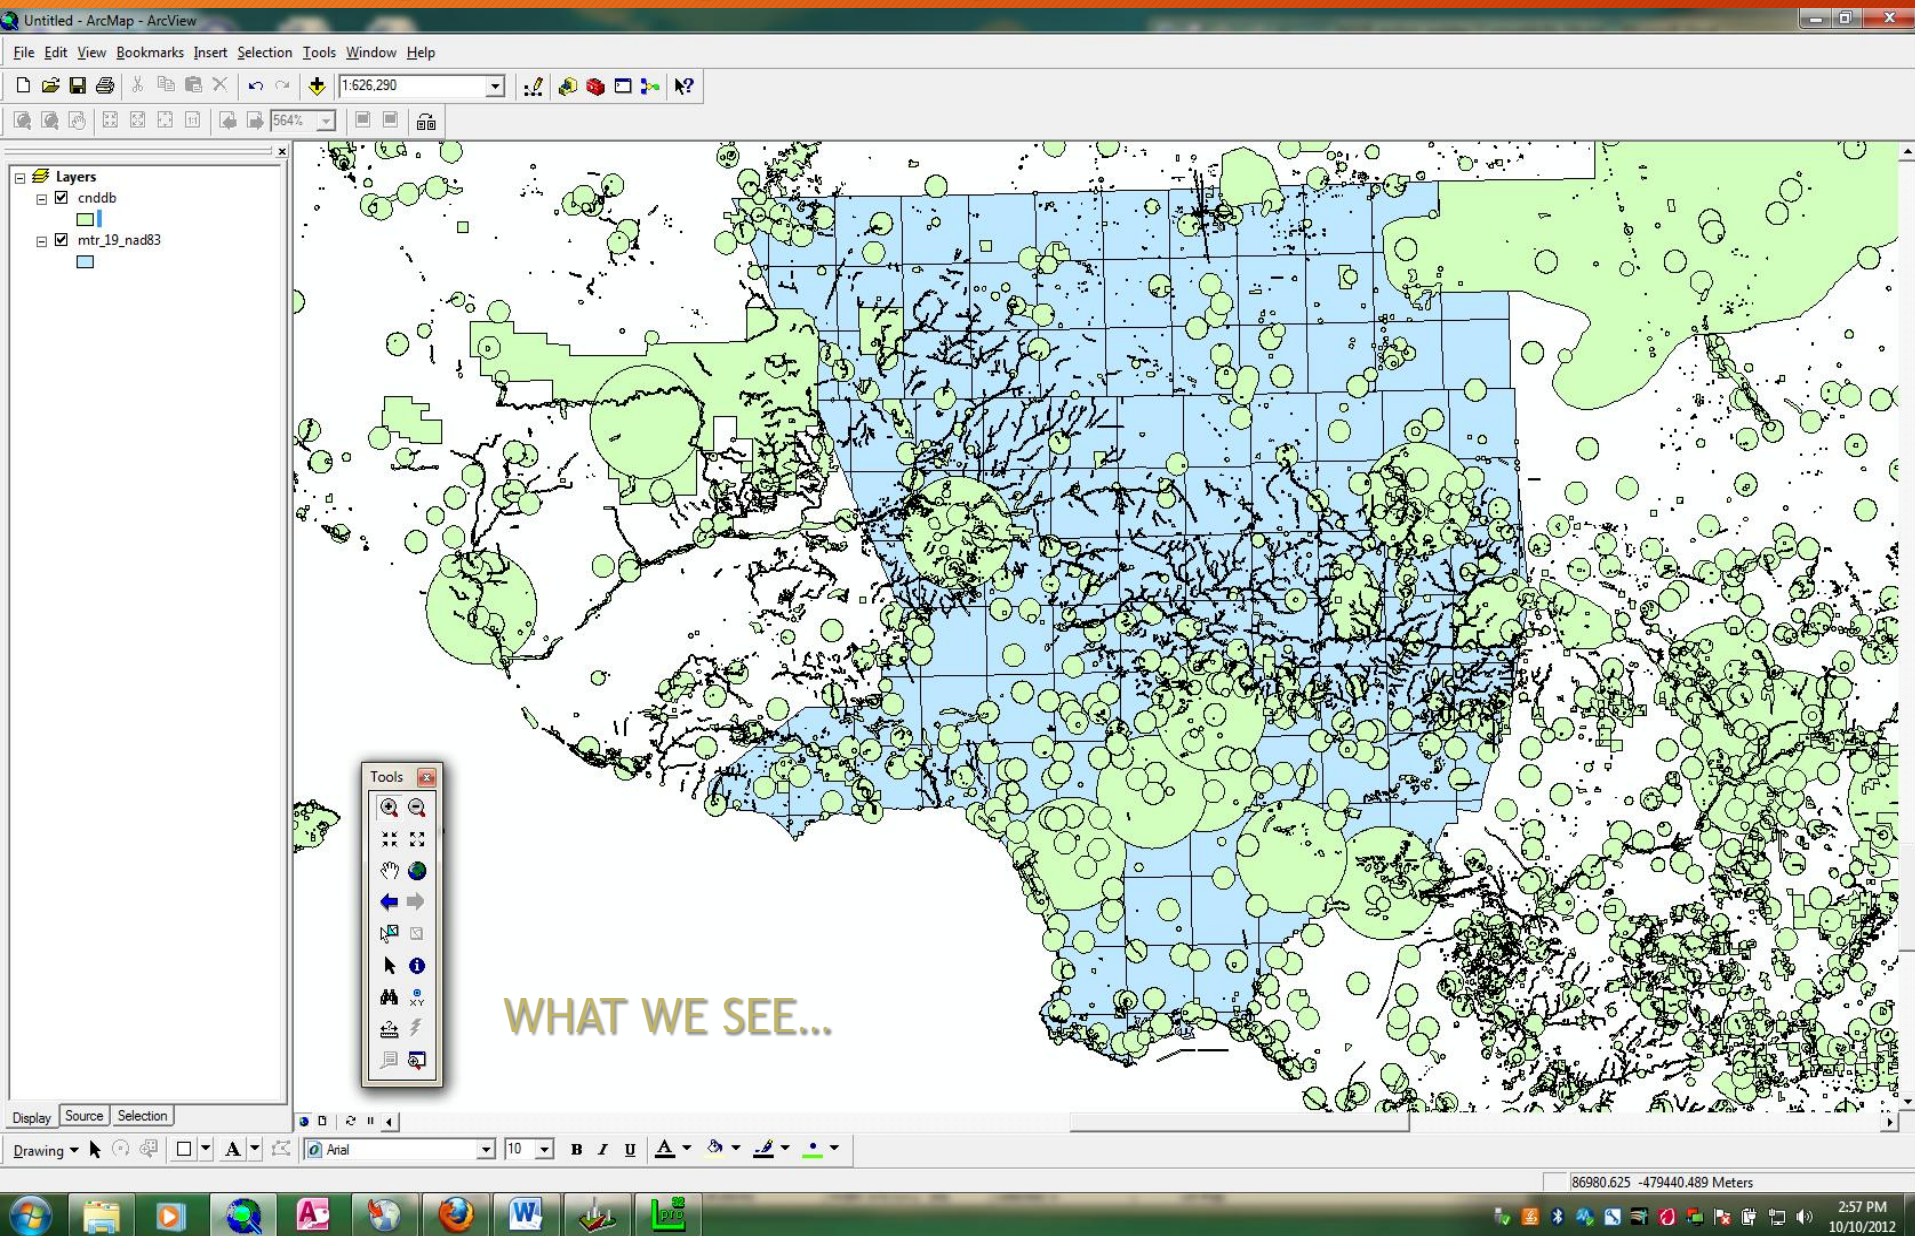 Untitled - ArcMap - ArcView
File Edit View Bookmarks Insert Selection Tools Window Help
1:626,290
564%
Layers
cnddb
mtr_19_nad83
Tools
WHAT WE SEE...
Display Source Selection
Drawing A Arial 10 B I U A
86980.625 -479440.489 Meters
2:57 PM
10/10/2012